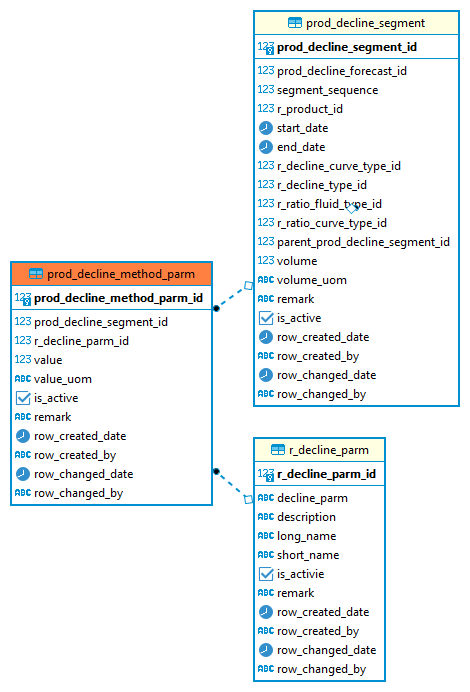 prod_decline_segment
123 prod_decline_segment_id
123 prod_decline_forecast_id
123 segment_sequence
123 r_product_id
start_date
end_date
123 r_decline_curve_type_id
123 r_decline_type_id
123 r_ratio_fluid_type_id
123 r_ratio_curve_type_id
123 parent_prod_decline_segment_id
123 volume
ABC volume_uom
ABC remark
is_active
row_created_date
ABC row_created_by
row_changed_date
ABC row_changed_by
prod_decline_method_parm
123 prod_decline_method_parm_id
123 prod_decline_segment_id
123 r_decline_parm_id
123 value
ABC value_uom
is_active
ABC remark
row_created_date
ABC row_created_by
row_changed_date
ABC row_changed_by
r_decline_parm
123 r_decline_parm_id
ABC decline_parm
ABC description
ABC long_name
ABC short_name
is_activie
ABC remark
row_created_date
ABC row_created_by
row_changed_date
ABC row_changed_by